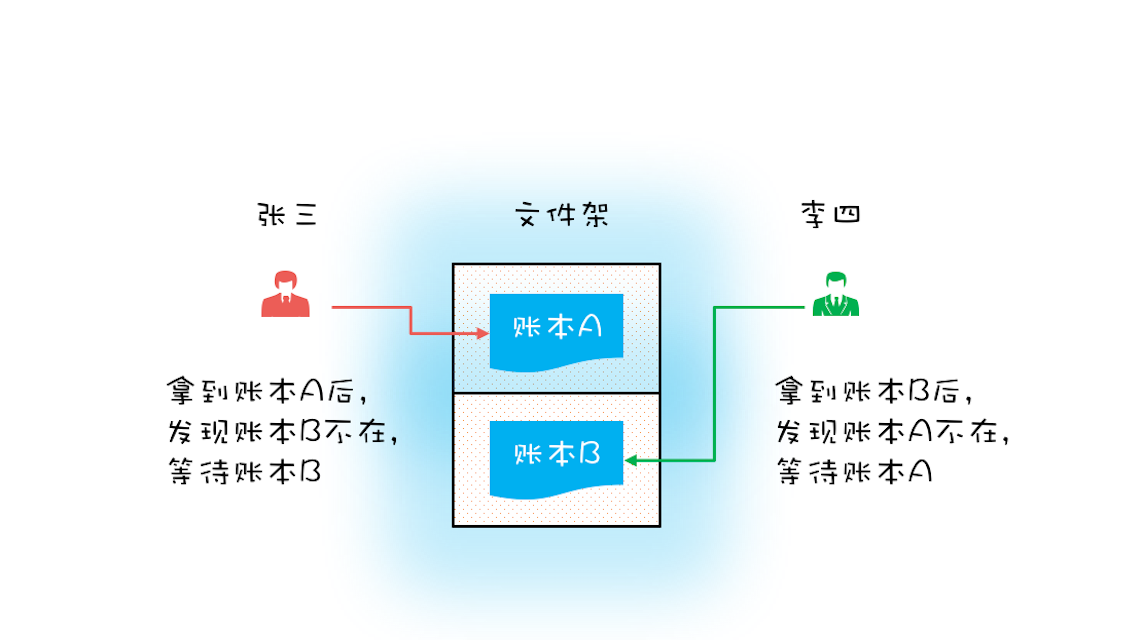 张三
文件架
李四
账本A
账本B
拿到账本A后,
发现账本B不在,
等待账本B
拿到账本B后,
发现账本A不在,
等待账本A